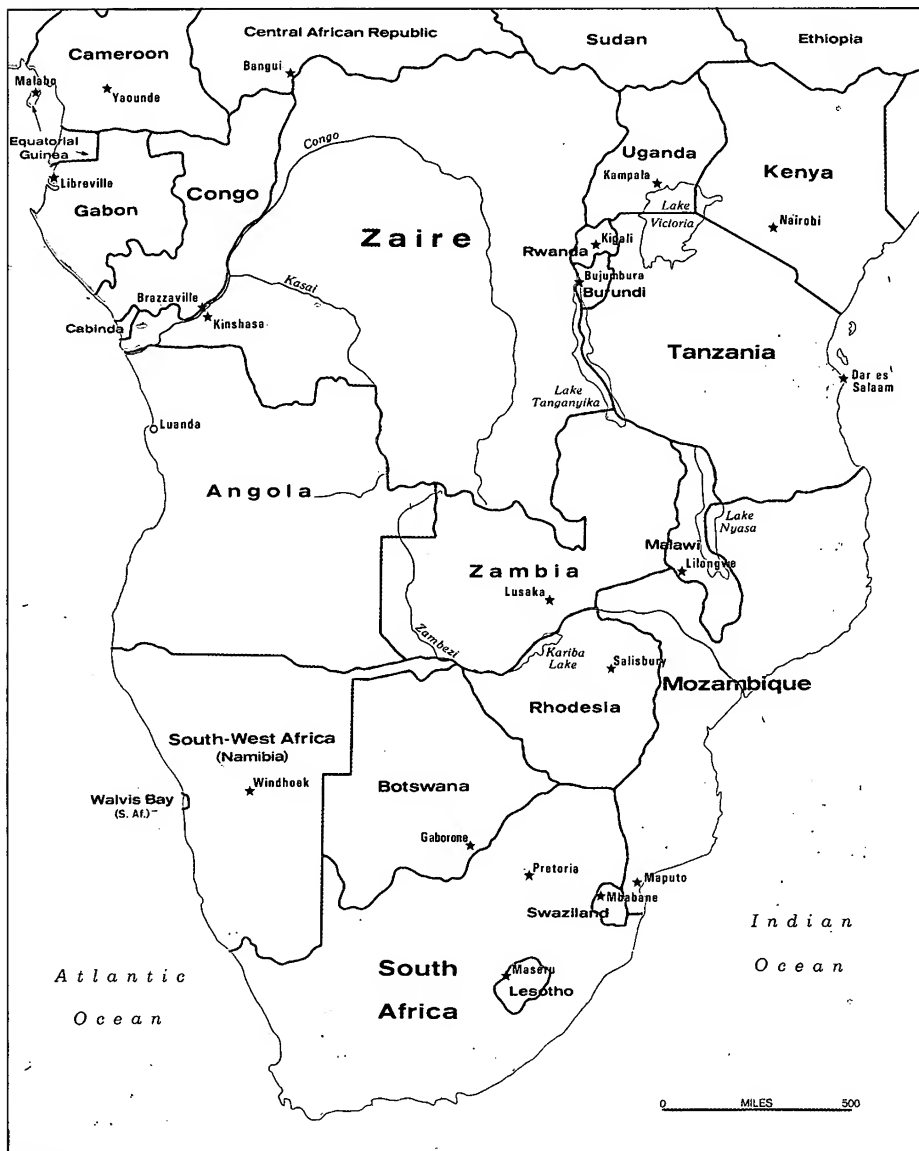 Central African Republic
Sudan
Ethiopia
Cameroon
Bangui
Malabo
Yaounde
Equatorial
Guinea
Congo
Uganda
Kenya
Libreville
Kampala
Congo
Gabon
Lake
Victoria
Nairobi
Zaire
Rwanda
Kigali
Kasai
Bujumbura
Burundi
Brazzaville
Kinshasa
Cabinda
Tanzania
Dar es
Salaam
Lake
Tanganyika
Luanda
Angola
Lake
Nyasa
Malawi
Lilongwe
Zambia
Lusaka
Zambezi
Kariba
Lake
Salisbury
Mozambique
Rhodesia
South-West Africa
(Namibia)
Windhoek
Botswana
Walvis Bay
(S. Af.)
Gaborone
Pretoria
Maputo
Mbabane
Swaziland
Indian
Ocean
Atlantic
Ocean
South
Africa
Maseru
Lesotho
0 MILES 500